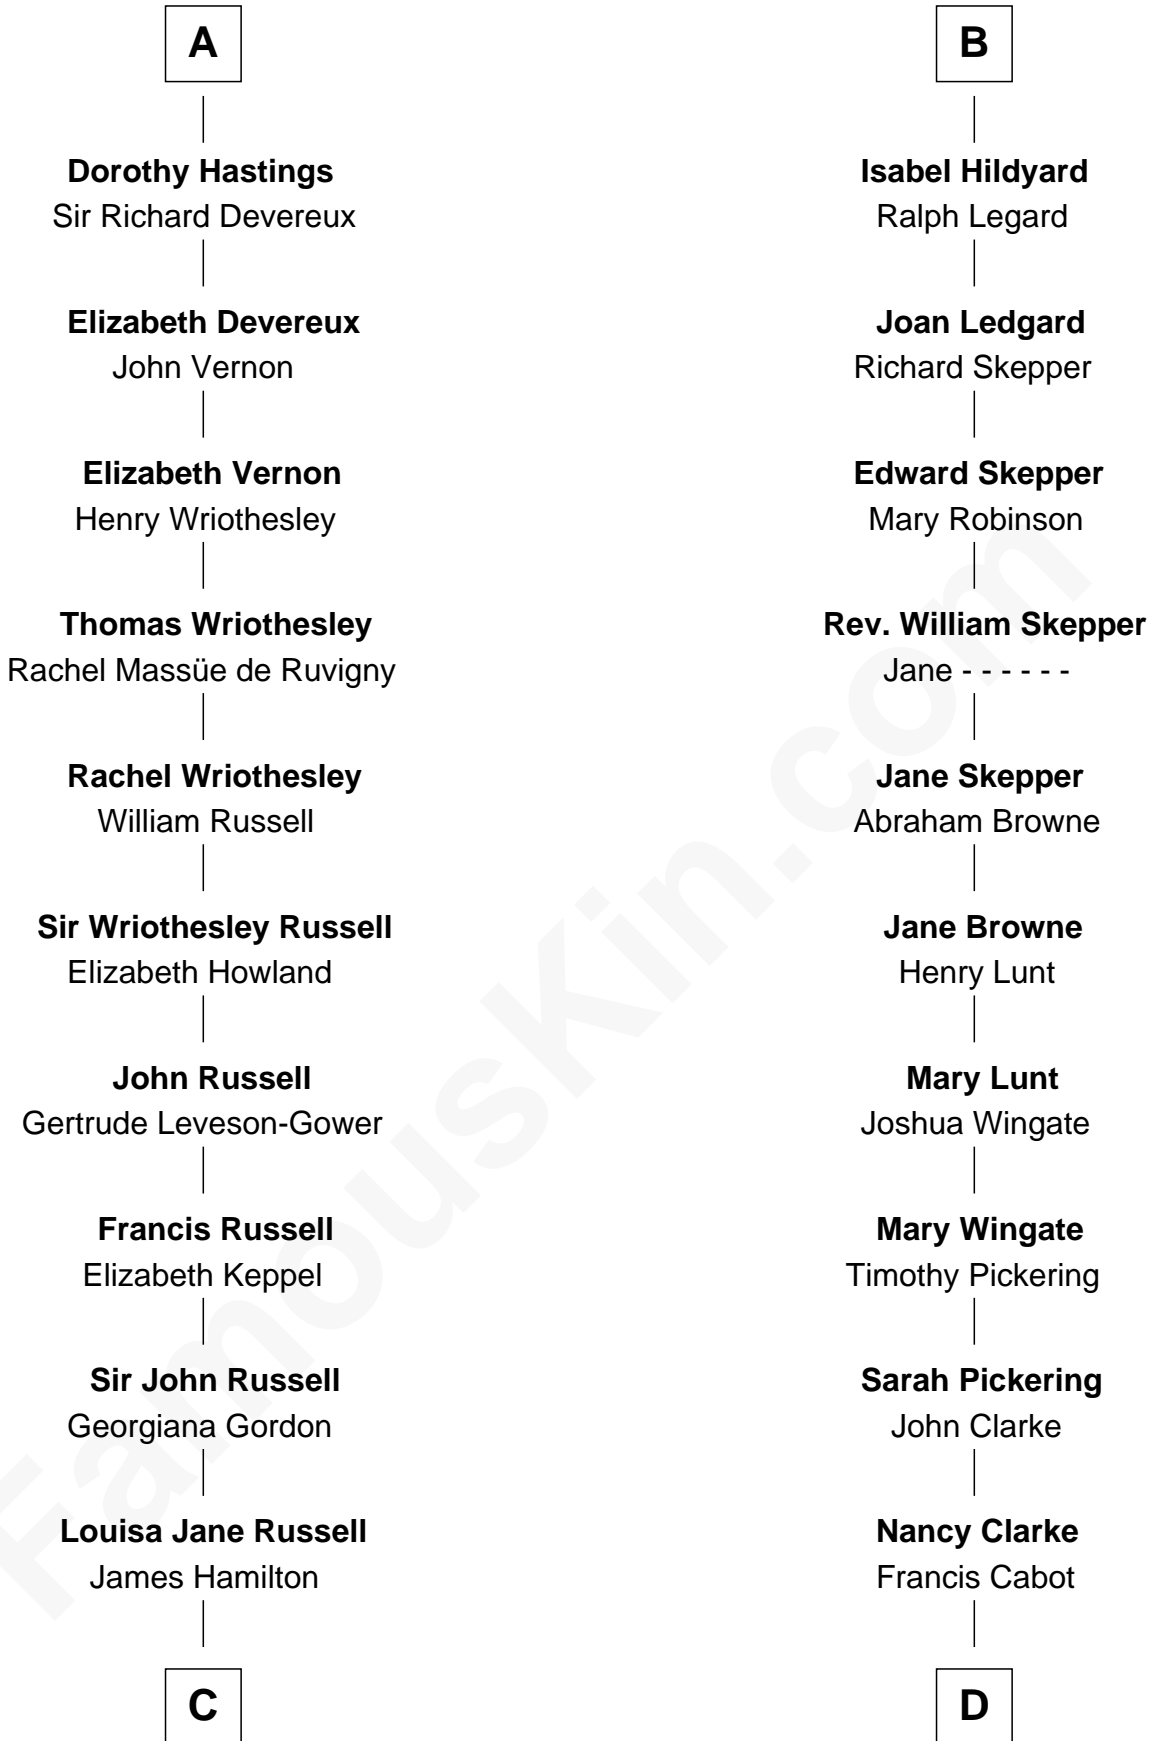 A
Dorothy Hastings
Sir Richard Devereux
Elizabeth Devereux
John Vernon
Elizabeth Vernon
Henry Wriothesley
Thomas Wriothesley
Rachel Massüe de Ruvigny
Rachel Wriothesley
William Russell
Sir Wriothesley Russell
Elizabeth Howland
John Russell
Gertrude Leveson-Gower
Francis Russell
Elizabeth Keppel
Sir John Russell
Georgiana Gordon
Louisa Jane Russell
James Hamilton
C
B
Isabel Hildyard
Ralph Legard
Joan Ledgard
Richard Skepper
Edward Skepper
Mary Robinson
Rev. William Skepper
Jane - - - - - -
Jane Skepper
Abraham Browne
Jane Browne
Henry Lunt
Mary Lunt
Joshua Wingate
Mary Wingate
Timothy Pickering
Sarah Pickering
John Clarke
Nancy Clarke
Francis Cabot
D
FamousKin.com